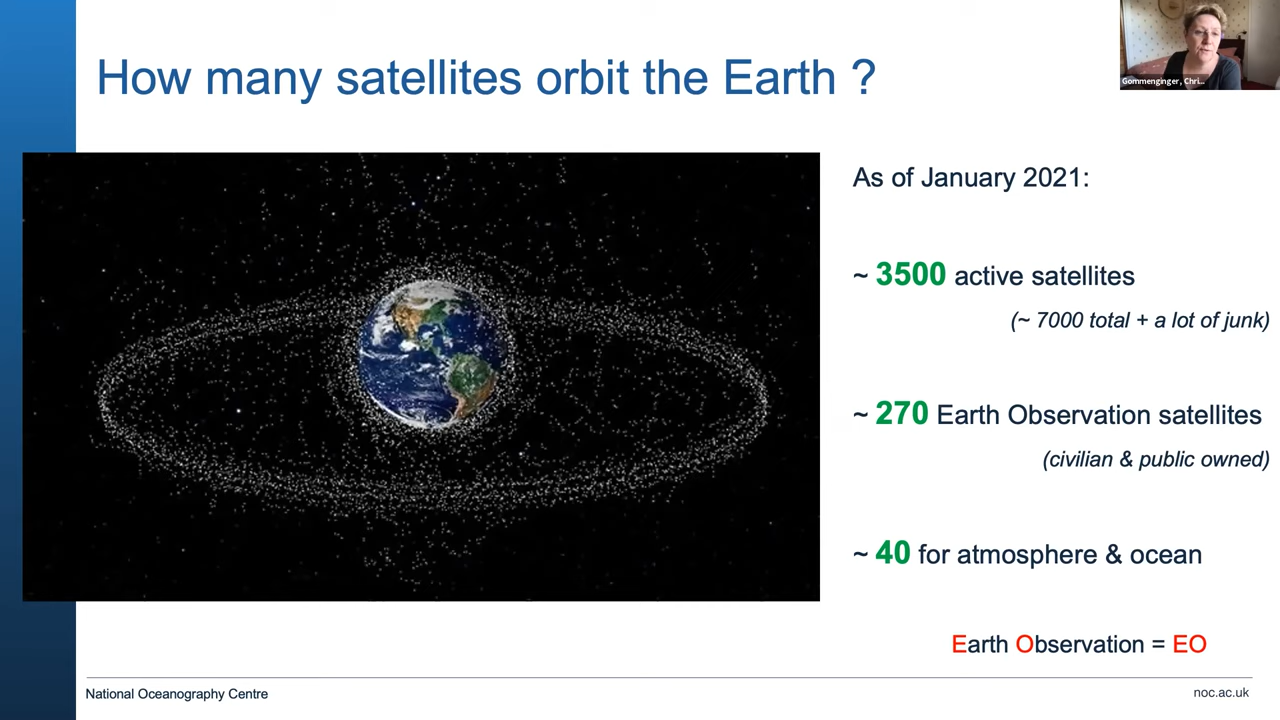 How many satellites orbit the Earth ?
Gommenginger, Chri...
As of January 2021:
~ 3500 active satellites
(~ 7000 total + a lot of junk)
~ 270 Earth Observation satellites
(civilian & public owned)
~ 40 for atmosphere & ocean
Earth Observation = EO
National Oceanography Centre
noc.ac.uk